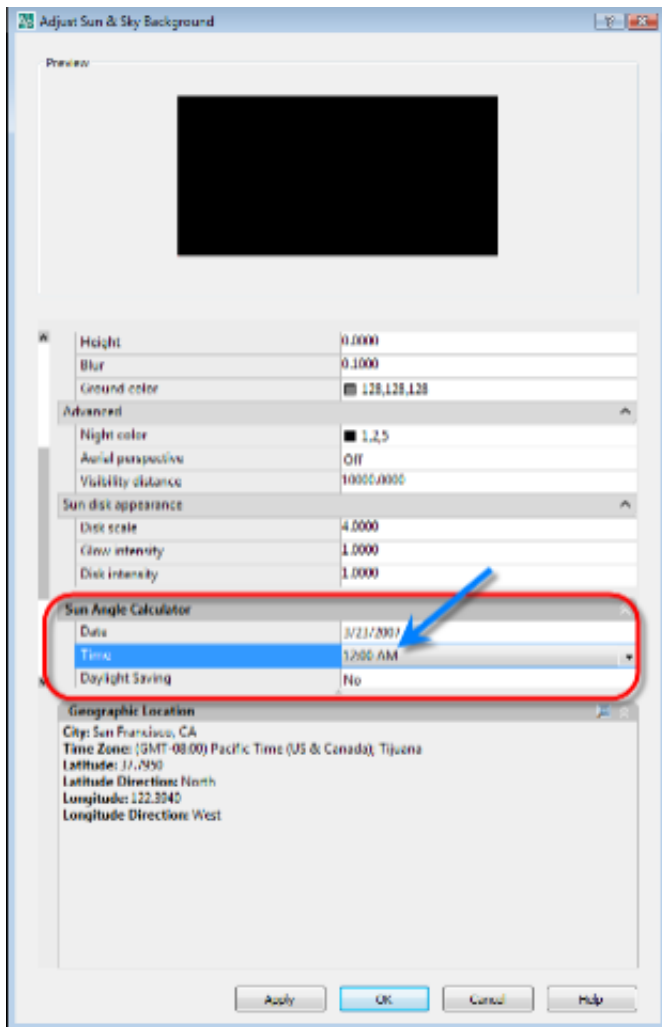 Adjust Sun & Sky Background
Preview
Height 0.0000
Blur 0.1000
Ground color 128,128,128
Advanced
Night color 1,2,5
Aerial perspective Off
Visibility distance 10000.0000
Sun disk appearance
Disk scale 4.0000
Glow intensity 1.0000
Disk intensity 1.0000
Sun Angle Calculator
Date 3/23/2007
Time 12:00 AM
Daylight Saving No
Geographic Location
City: San Francisco, CA
Time Zone: (GMT-08:00) Pacific Time (US & Canada); Tijuana
Latitude: 37.7950
Latitude Direction: North
Longitude: 122.3940
Longitude Direction: West
Apply OK Cancel Help